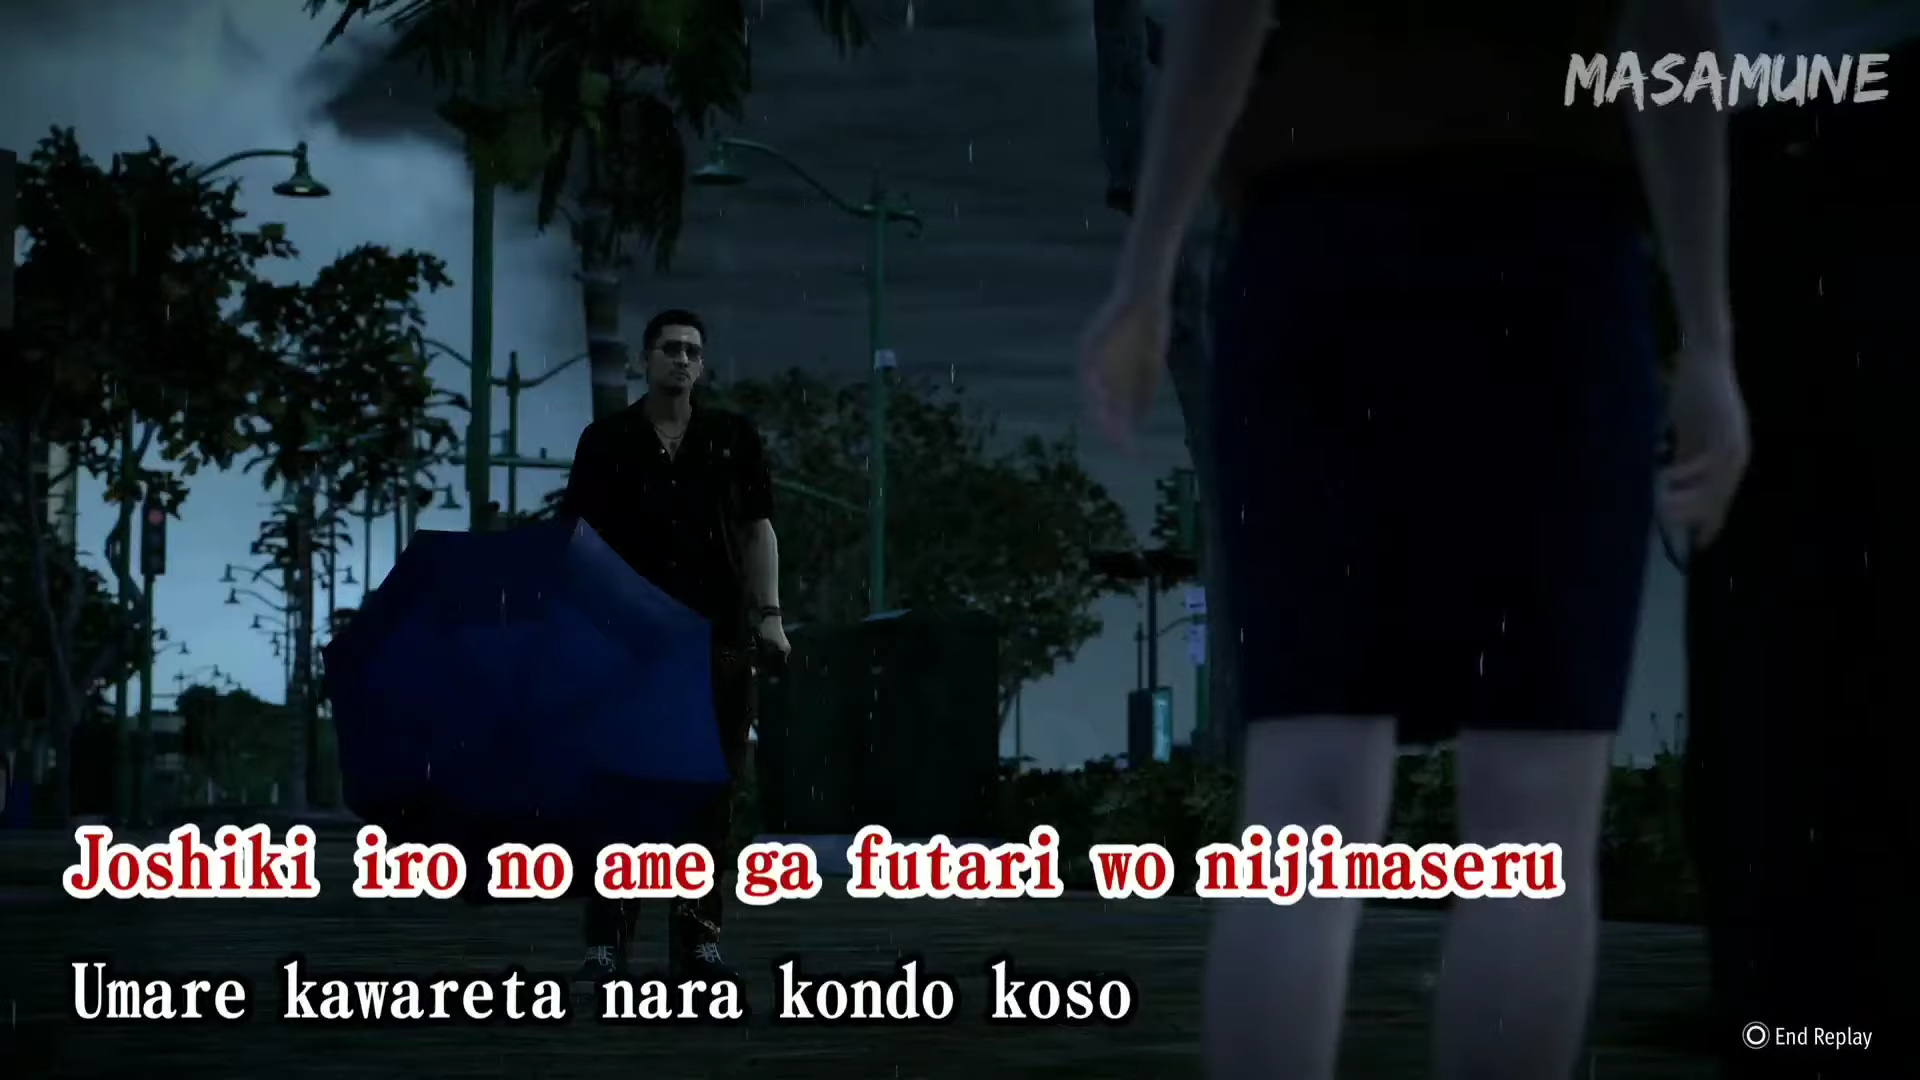 MASAMUNE
Joshiki iro no ame ga futari wo nijimaseru
Umare kawareta nara kondo koso
End Replay